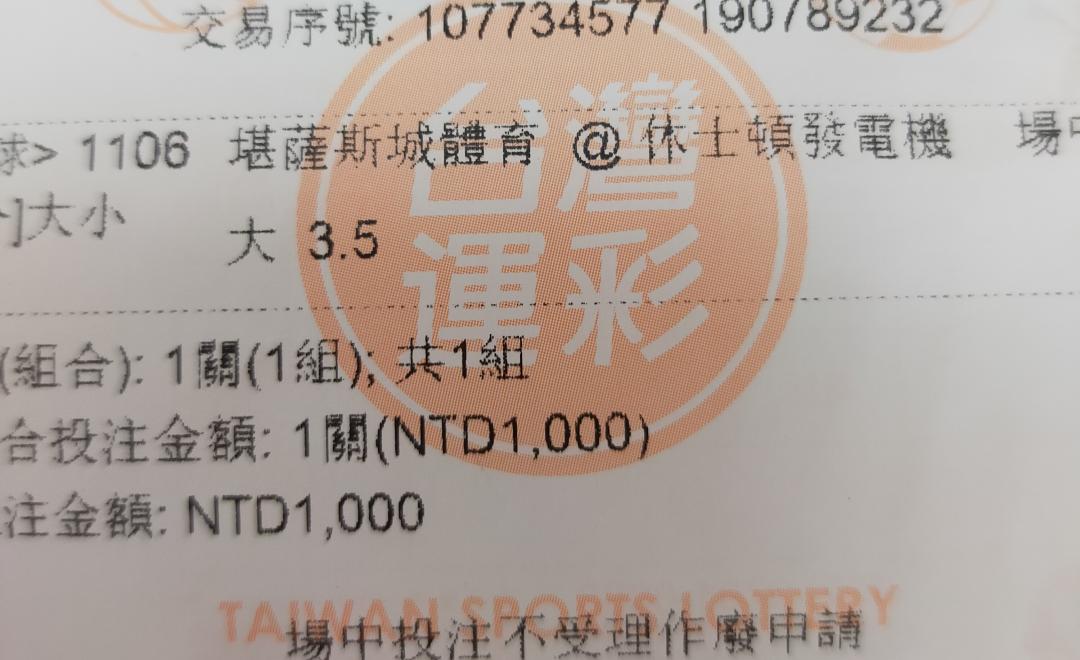 交易序號: 107734577 190789232
球> 1106 堪薩斯城體育 @ 休士頓發電機 場中
大小
大 3.5
台灣
運彩
(組合): 1關(1組); 共1組
合投注金額: 1關(NTD1,000)
注金額: NTD1,000
TAIWAN SPORTS LOTTERY
場中投注不受理作廢申請